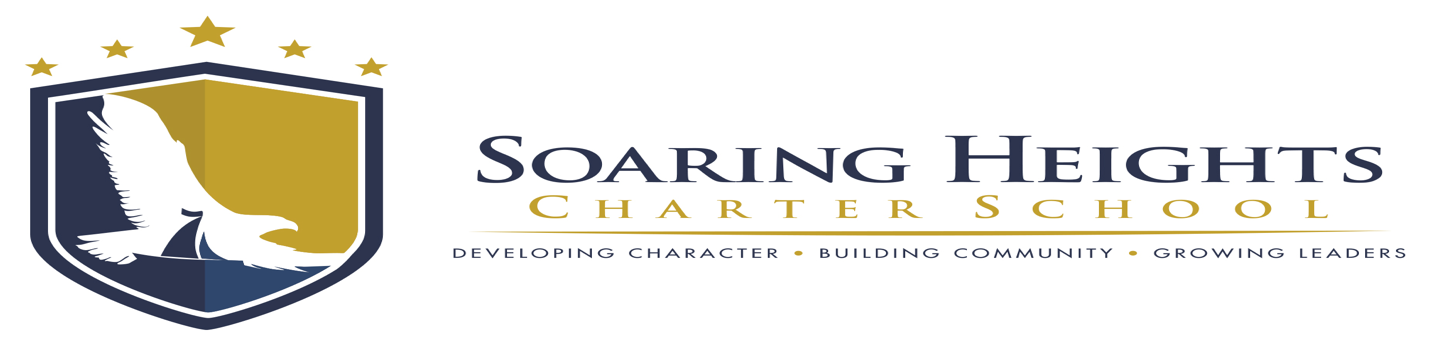 SOARING HEIGHTS
CHARTER SCHOOL
DEVELOPING CHARACTER • BUILDING COMMUNITY • GROWING LEADERS